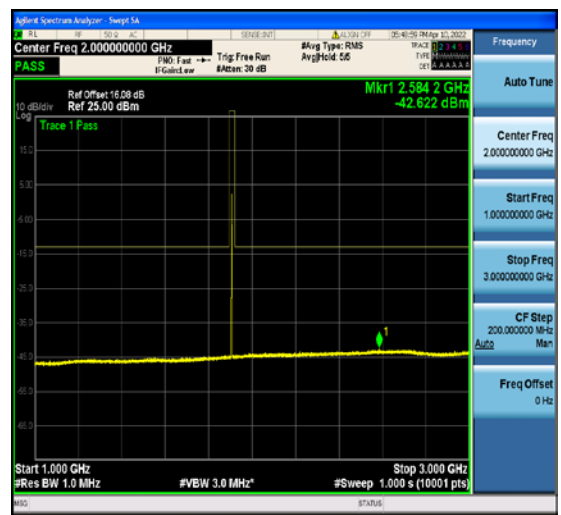 Agilent Spectrum Analyzer - Swept SA
RL RF 50 Ω AC SENSE:INT ALIGN OFF 05:48:59 PM Apr 10, 2022
Center Freq 2.000000000 GHz #Avg Type: RMS TRACE 1 2 3 4 5 6
PASS PNO: Fast Trig: Free Run Avg|Hold: 5/5 TYPE
IFGain:Low #Atten: 30 dB DET A A A A A A
Ref Offset 16.08 dB Mkr1 2.584 2 GHz
10 dB/div Ref 25.00 dBm -42.622 dBm
Log
Trace 1 Pass
15.0
5.00
-5.00
-15.0
-25.0
-35.0
-45.0
-55.0
-65.0
1
Start 1.000 GHz Stop 3.000 GHz
#Res BW 1.0 MHz #VBW 3.0 MHz* #Sweep 1.000 s (10001 pts)
MSG STATUS
Frequency
Auto Tune
Center Freq
2.000000000 GHz
Start Freq
1.000000000 GHz
Stop Freq
3.000000000 GHz
CF Step
200.000000 MHz
Auto Man
Freq Offset
0 Hz